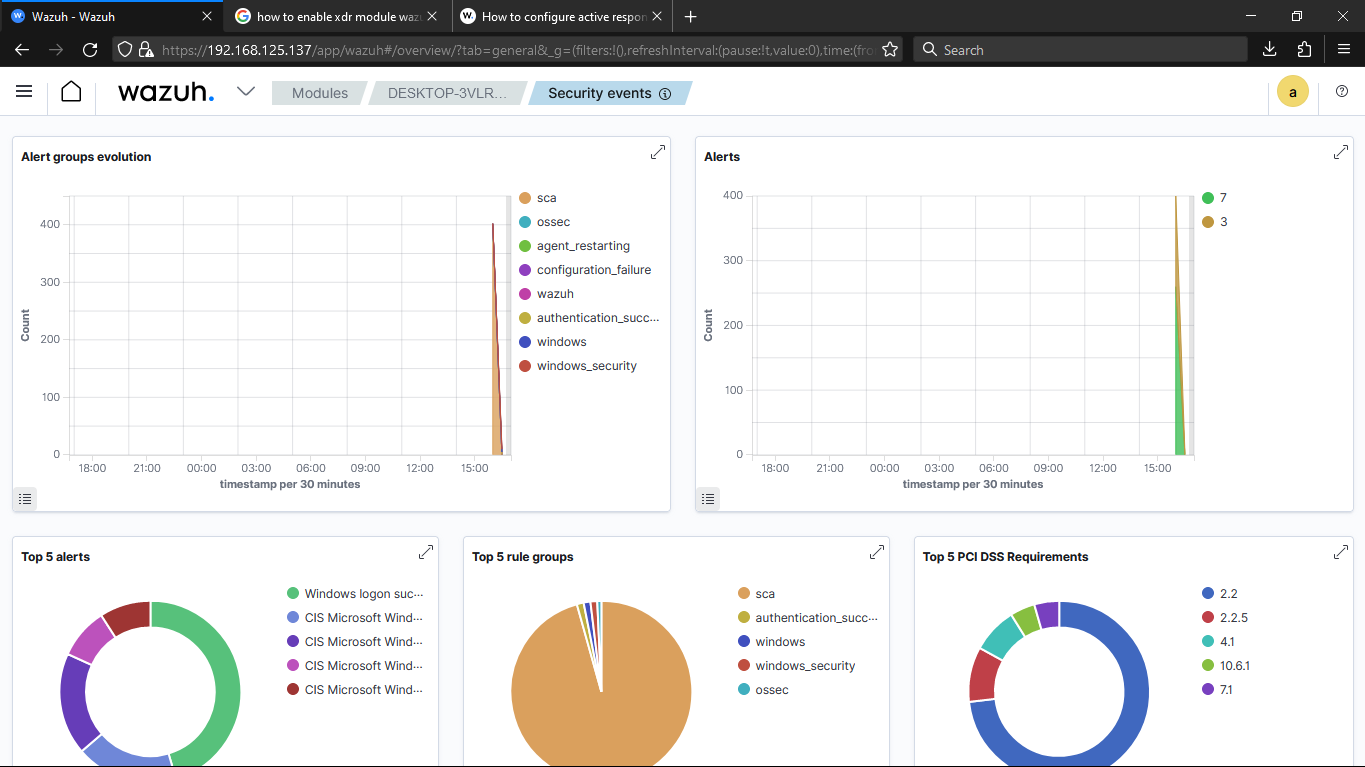 Wazuh - Wazuh
how to enable xdr module waz
How to configure active respon
https://192.168.125.137/app/wazuh#/overview/?tab=general&_g=(filters:!(),refreshInterval:(pause:!t,value:0),time:(fro
Search
wazuh.
Modules
DESKTOP-3VLR...
Security events
a
Alert groups evolution
400
300
200
100
0
Count
18:00 21:00 00:00 03:00 06:00 09:00 12:00 15:00
timestamp per 30 minutes
sca
ossec
agent_restarting
configuration_failure
wazuh
authentication_succ...
windows
windows_security
Alerts
400
300
200
100
0
Count
18:00 21:00 00:00 03:00 06:00 09:00 12:00 15:00
timestamp per 30 minutes
7
3
Top 5 alerts
Windows logon suc...
CIS Microsoft Wind...
CIS Microsoft Wind...
CIS Microsoft Wind...
CIS Microsoft Wind...
Top 5 rule groups
sca
authentication_succ...
windows
windows_security
ossec
Top 5 PCI DSS Requirements
2.2
2.2.5
4.1
10.6.1
7.1